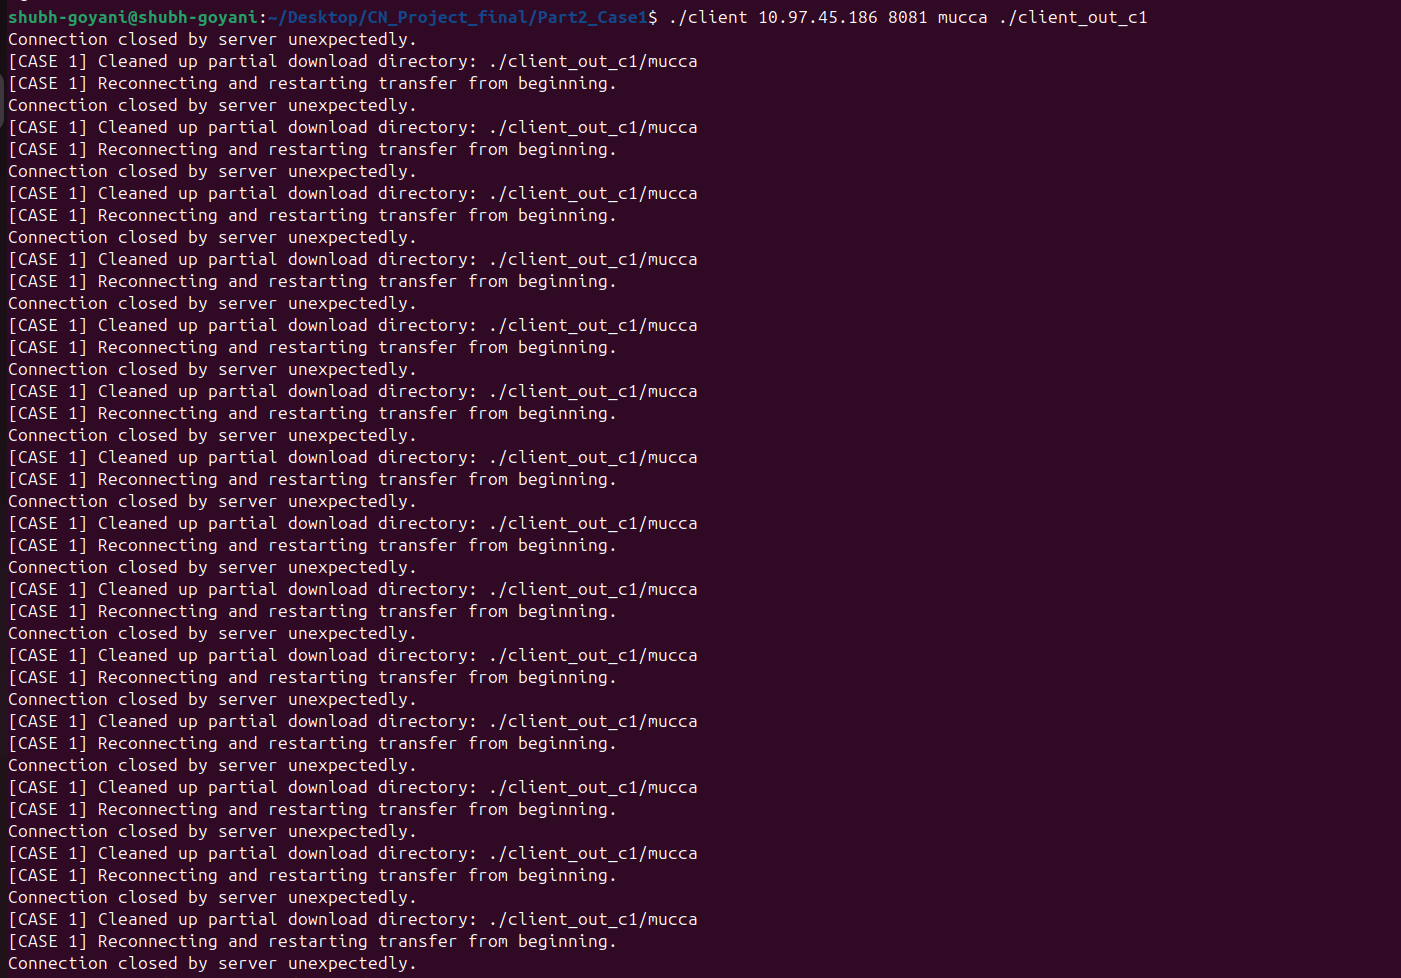 shubh-goyani@shubh-goyani:~/Desktop/CN_Project_final/Part2_Case1$ ./client 10.97.45.186 8081 mucca ./client_out_c1
Connection closed by server unexpectedly.
[CASE 1] Cleaned up partial download directory: ./client_out_c1/mucca
[CASE 1] Reconnecting and restarting transfer from beginning.
Connection closed by server unexpectedly.
[CASE 1] Cleaned up partial download directory: ./client_out_c1/mucca
[CASE 1] Reconnecting and restarting transfer from beginning.
Connection closed by server unexpectedly.
[CASE 1] Cleaned up partial download directory: ./client_out_c1/mucca
[CASE 1] Reconnecting and restarting transfer from beginning.
Connection closed by server unexpectedly.
[CASE 1] Cleaned up partial download directory: ./client_out_c1/mucca
[CASE 1] Reconnecting and restarting transfer from beginning.
Connection closed by server unexpectedly.
[CASE 1] Cleaned up partial download directory: ./client_out_c1/mucca
[CASE 1] Reconnecting and restarting transfer from beginning.
Connection closed by server unexpectedly.
[CASE 1] Cleaned up partial download directory: ./client_out_c1/mucca
[CASE 1] Reconnecting and restarting transfer from beginning.
Connection closed by server unexpectedly.
[CASE 1] Cleaned up partial download directory: ./client_out_c1/mucca
[CASE 1] Reconnecting and restarting transfer from beginning.
Connection closed by server unexpectedly.
[CASE 1] Cleaned up partial download directory: ./client_out_c1/mucca
[CASE 1] Reconnecting and restarting transfer from beginning.
Connection closed by server unexpectedly.
[CASE 1] Cleaned up partial download directory: ./client_out_c1/mucca
[CASE 1] Reconnecting and restarting transfer from beginning.
Connection closed by server unexpectedly.
[CASE 1] Cleaned up partial download directory: ./client_out_c1/mucca
[CASE 1] Reconnecting and restarting transfer from beginning.
Connection closed by server unexpectedly.
[CASE 1] Cleaned up partial download directory: ./client_out_c1/mucca
[CASE 1] Reconnecting and restarting transfer from beginning.
Connection closed by server unexpectedly.
[CASE 1] Cleaned up partial download directory: ./client_out_c1/mucca
[CASE 1] Reconnecting and restarting transfer from beginning.
Connection closed by server unexpectedly.
[CASE 1] Cleaned up partial download directory: ./client_out_c1/mucca
[CASE 1] Reconnecting and restarting transfer from beginning.
Connection closed by server unexpectedly.
[CASE 1] Cleaned up partial download directory: ./client_out_c1/mucca
[CASE 1] Reconnecting and restarting transfer from beginning.
Connection closed by server unexpectedly.